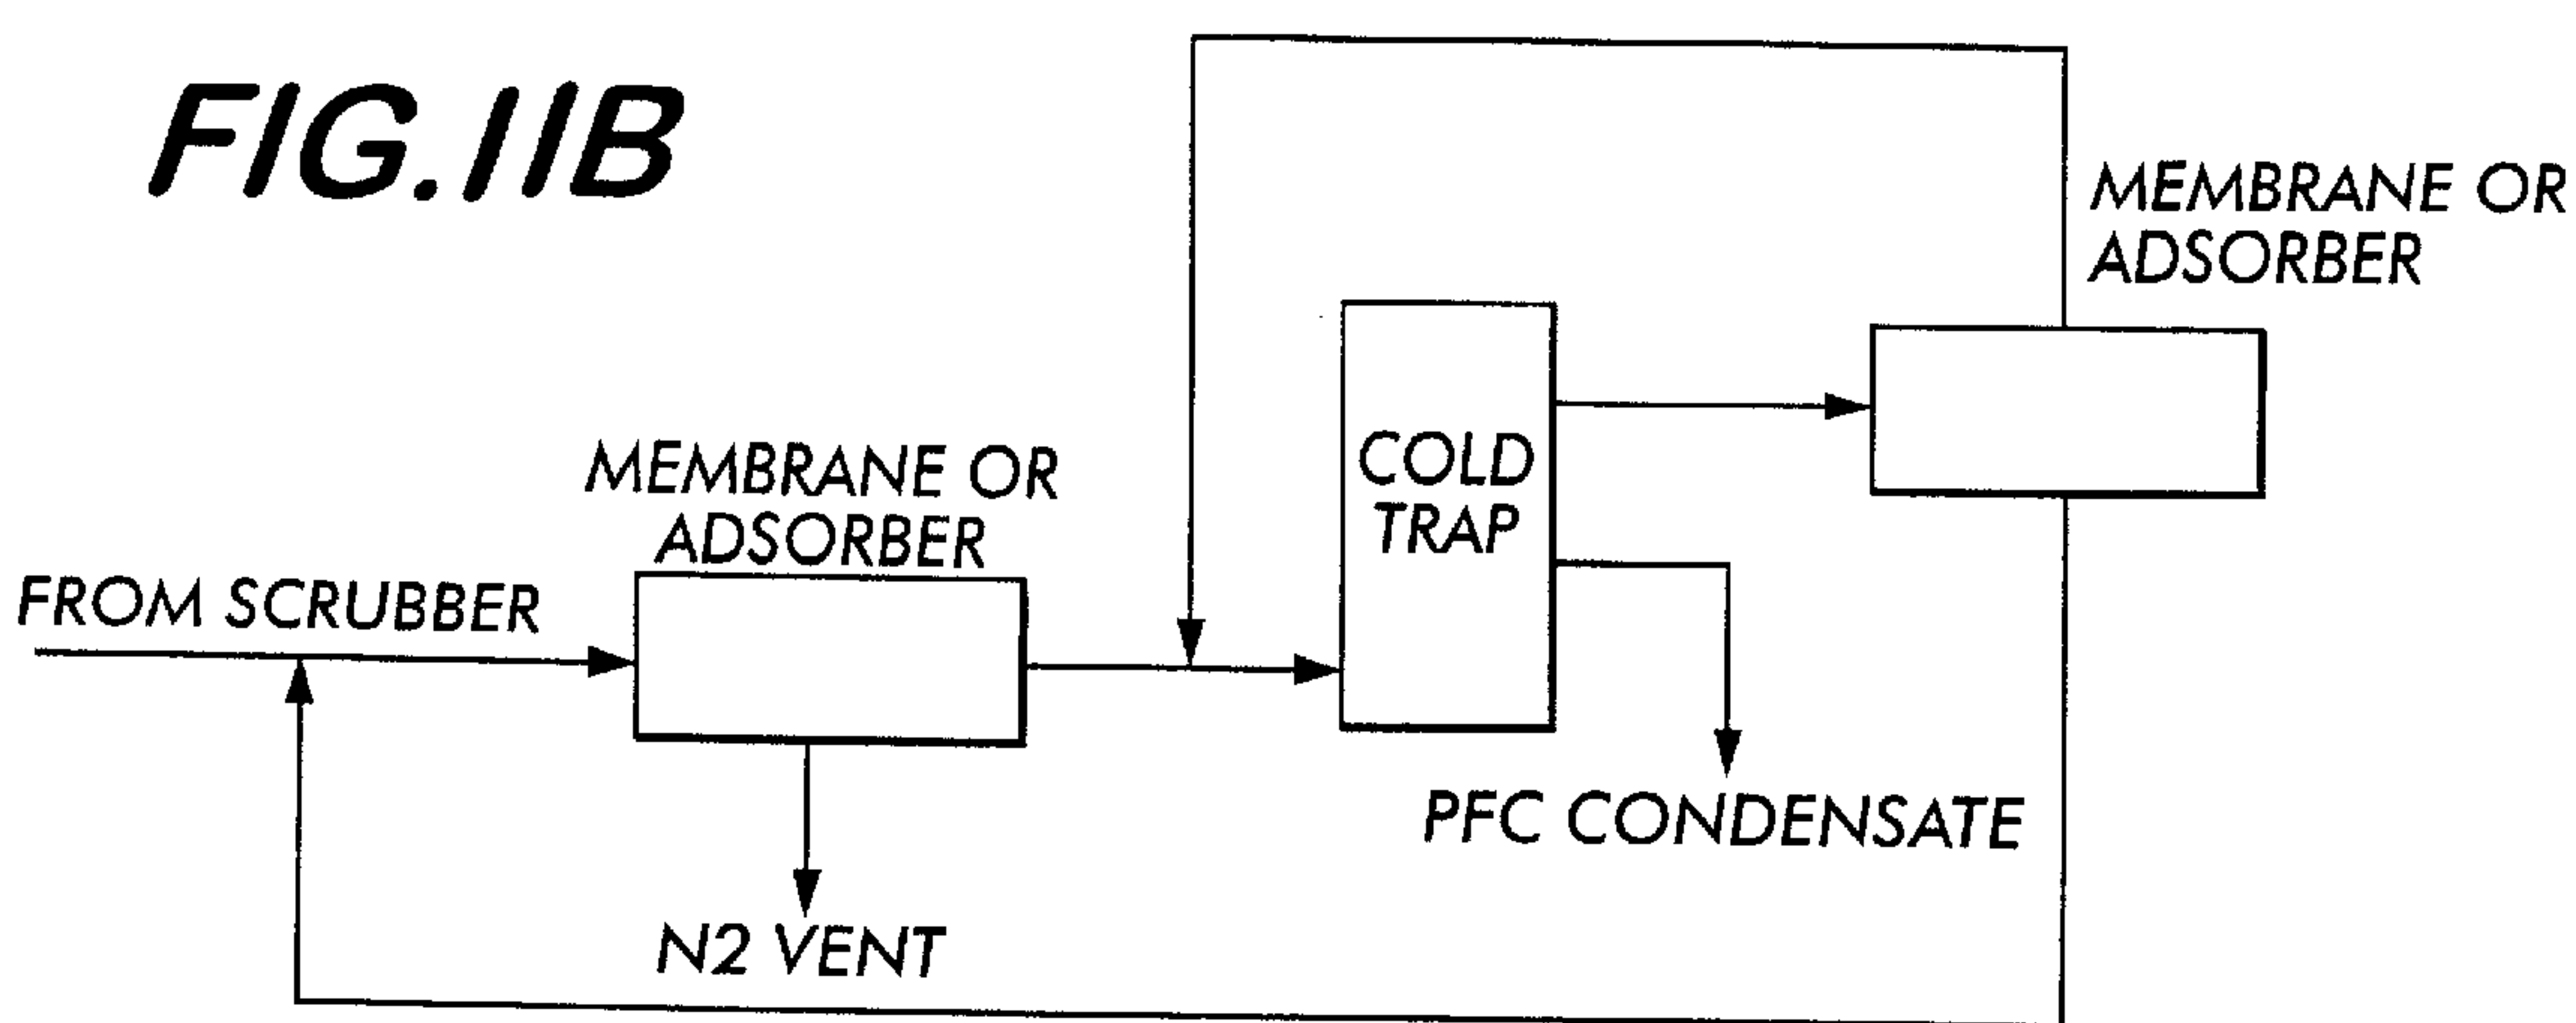 FIG.11B
MEMBRANE OR
ADSORBER
MEMBRANE OR
ADSORBER
COLD
TRAP
FROM SCRUBBER
PFC CONDENSATE
N2 VENT